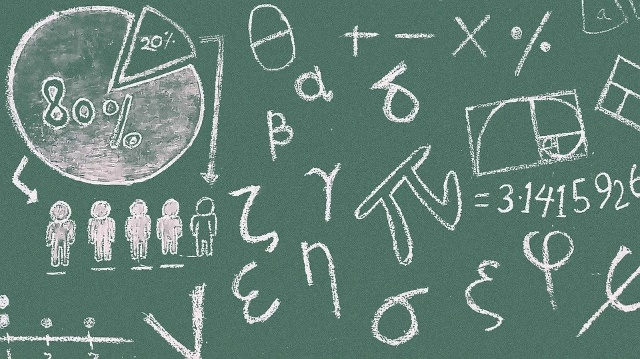 20%
80%
θ + − × %
a
α δ
β
γ π = 3.1415926
ζ
ε η σ ξ φ